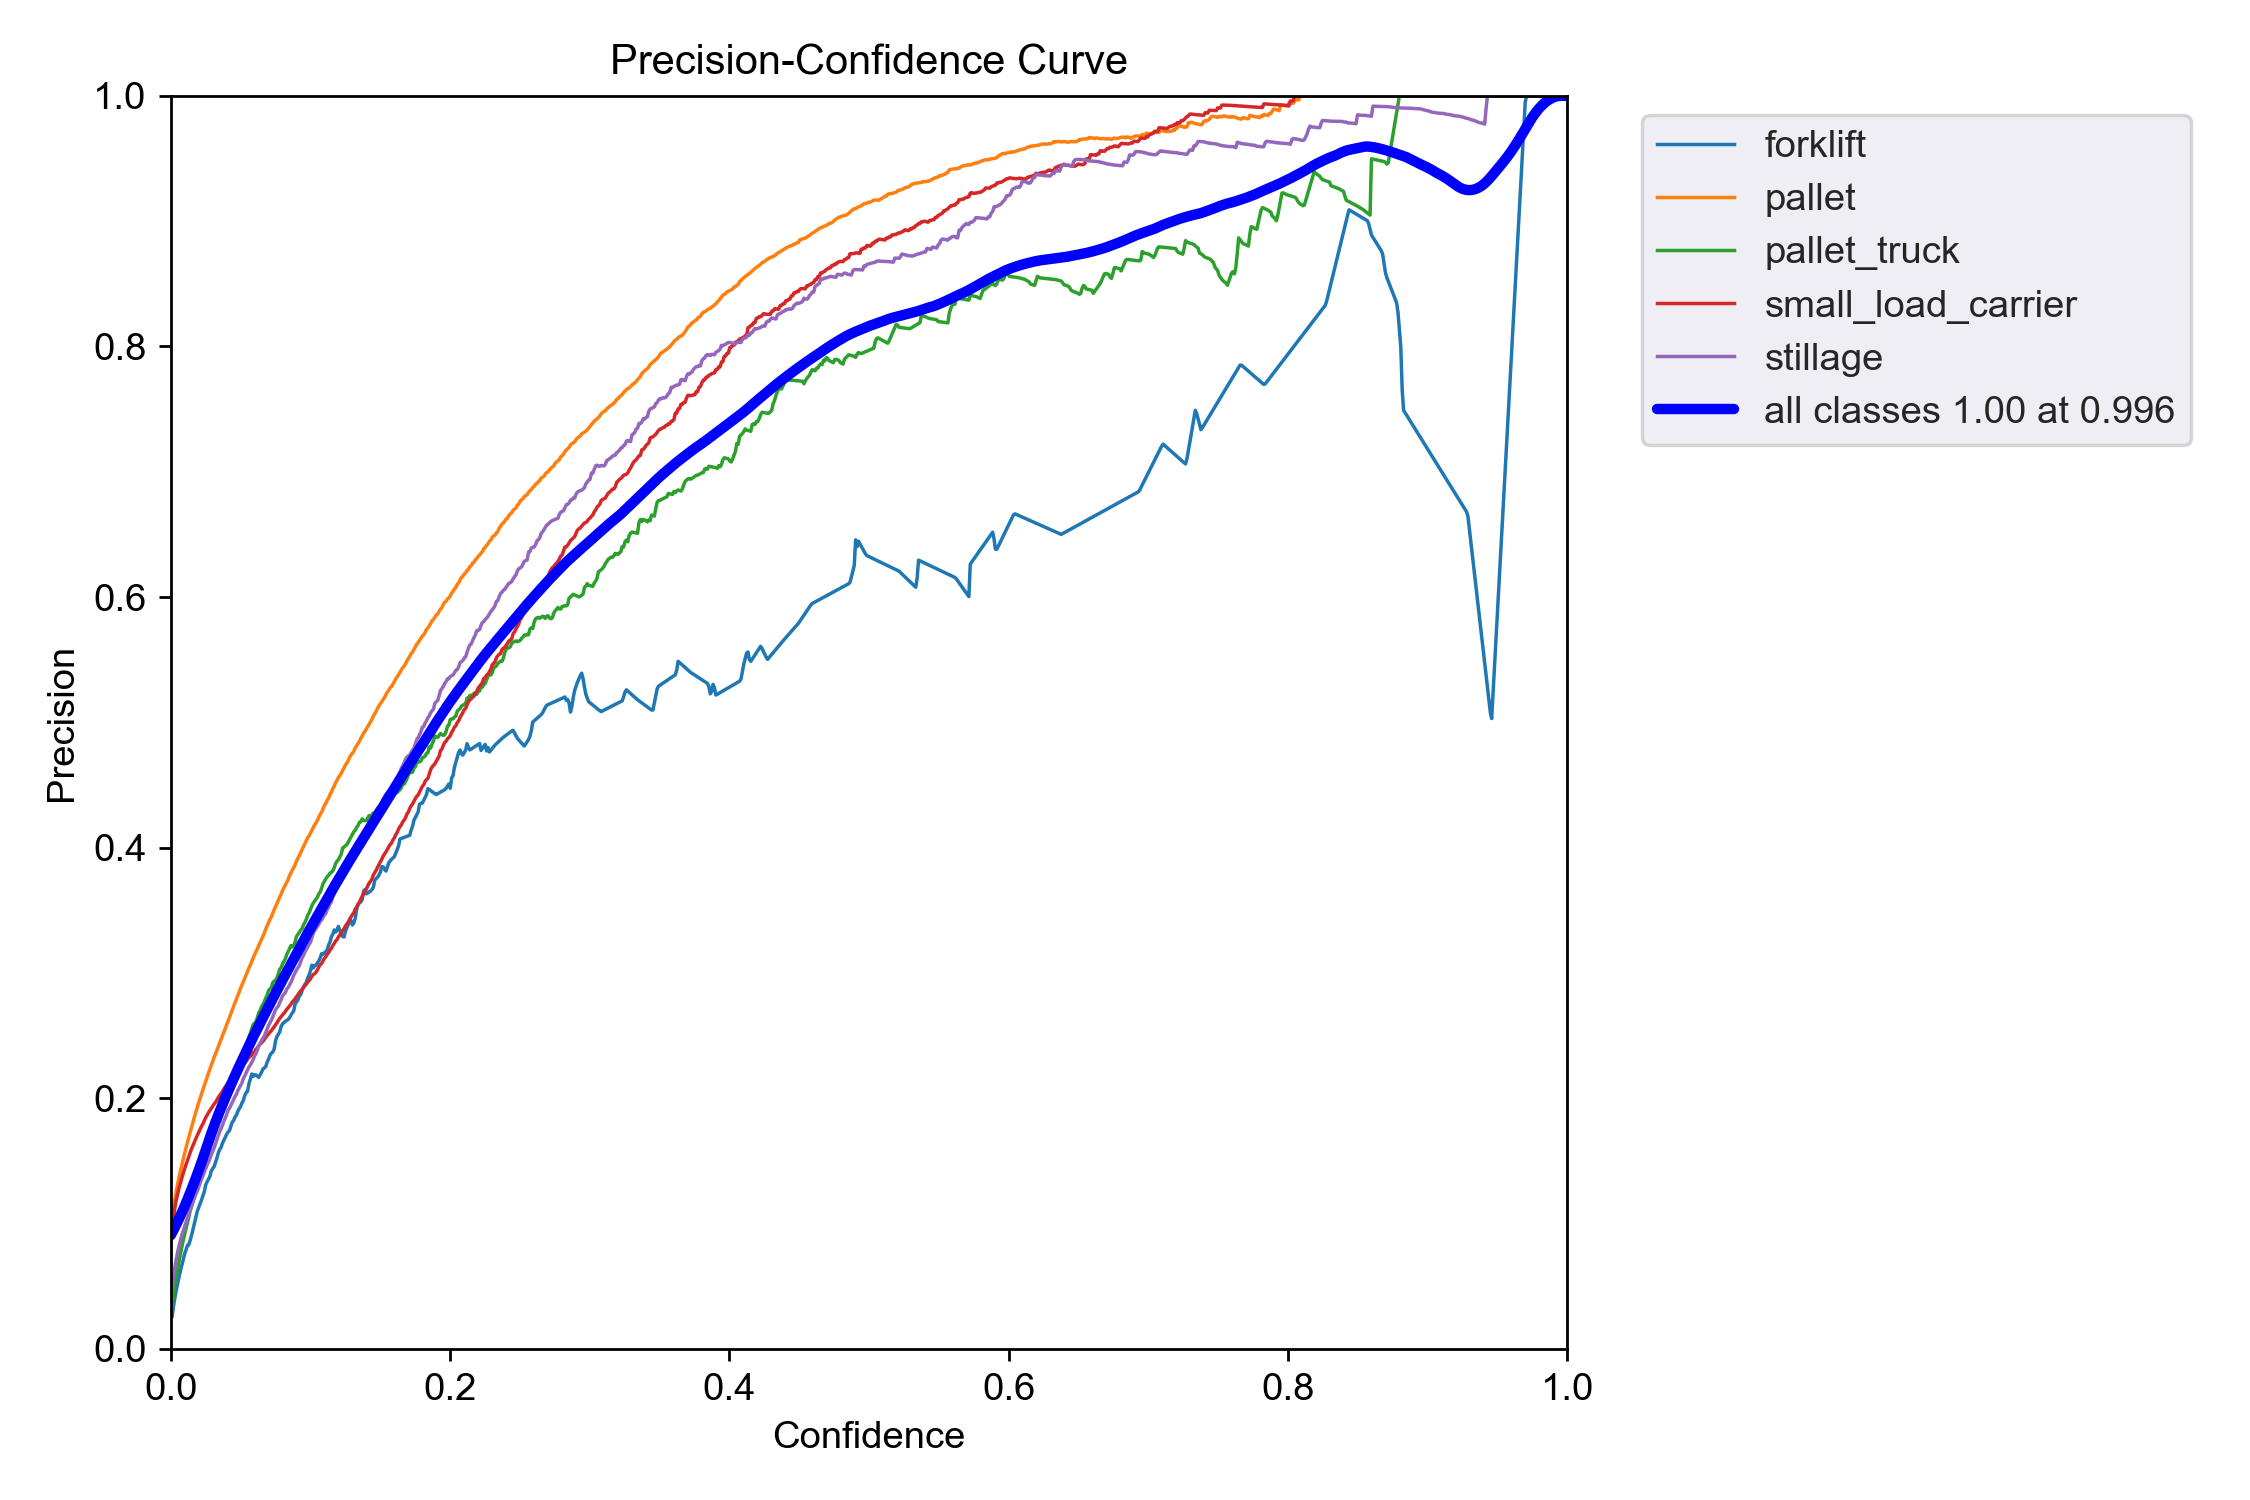 Precision-Confidence Curve
1.0
0.8
0.6
0.4
0.2
0.0
Precision
0.0 0.2 0.4 0.6 0.8 1.0
Confidence
forklift
pallet
pallet_truck
small_load_carrier
stillage
all classes 1.00 at 0.996